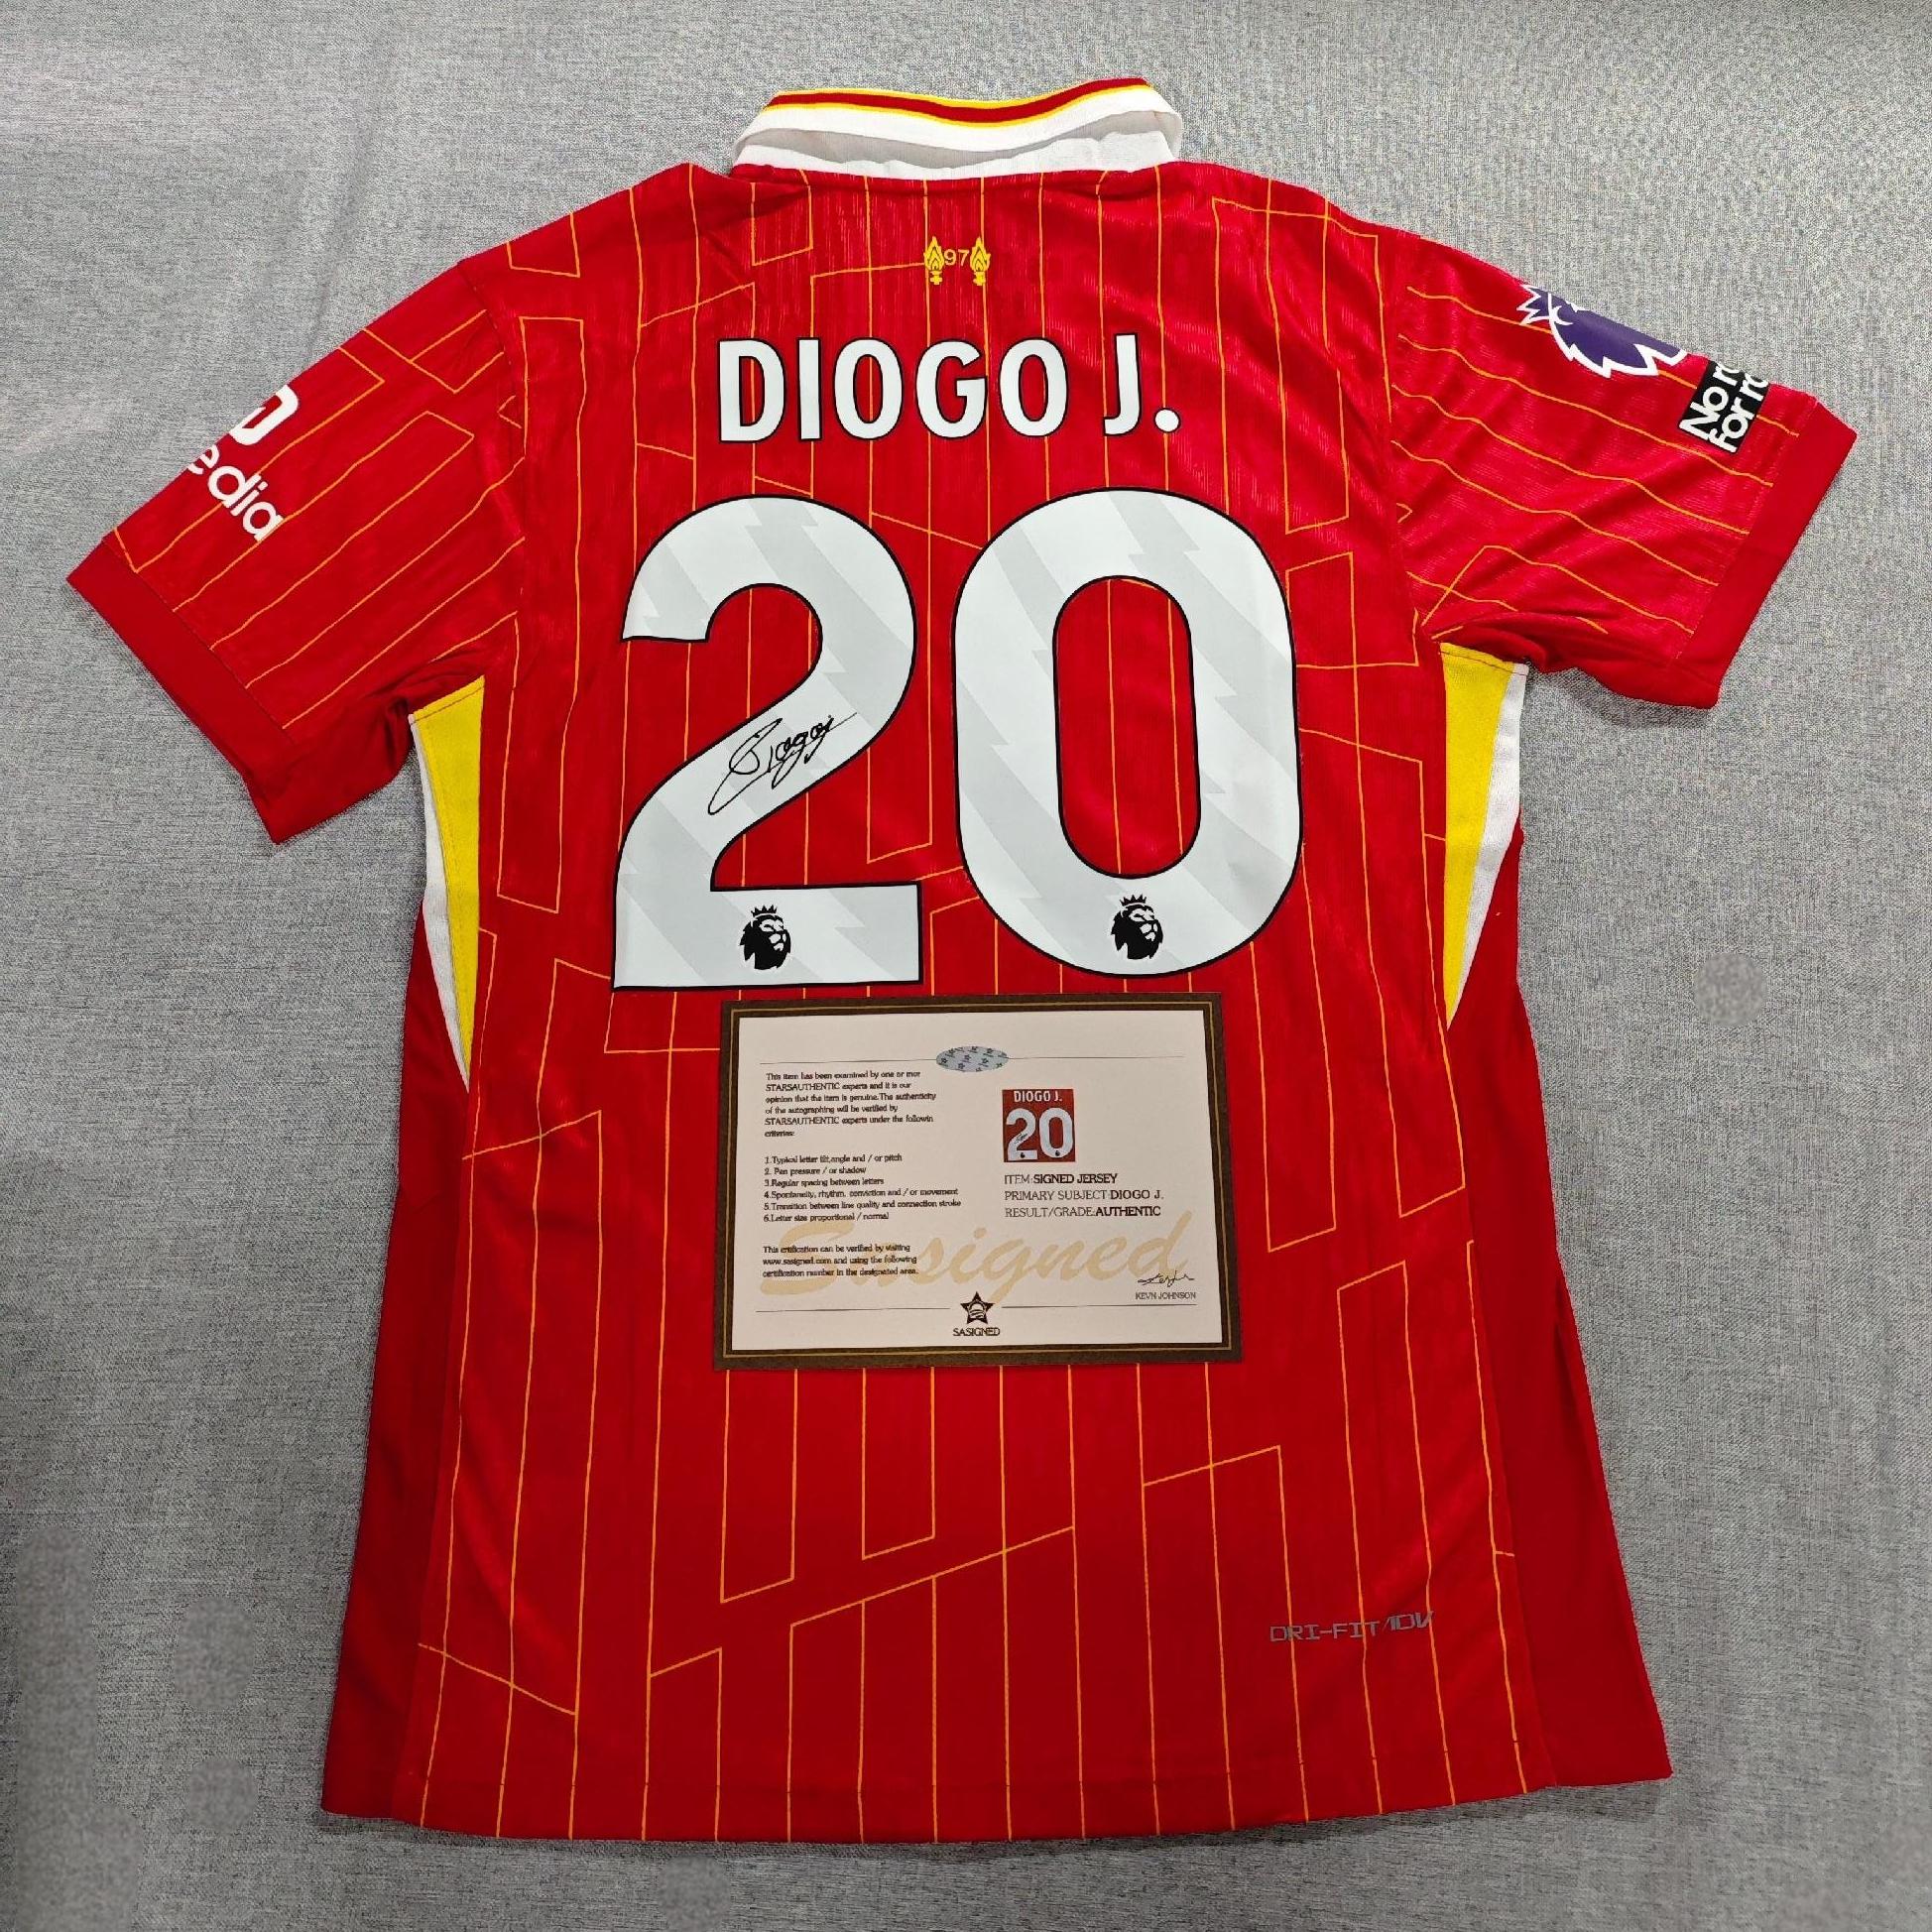 97
DIOGO J.
edia
No r
For r
20
Diogo
This item has been examined by one or mor
STARSAUTHENTIC experts and it is our
opinion that the item is genuine.The authenticity
of the autographing will be verified by
STARSAUTHENTIC experts under the followin
criterias:
1.Typical letter tilt,angle and / or pitch
2. Pen pressure / or shadow
3.Regular spacing between letters
4.Spontaneity, rhythm, conviction and / or movement
5.Transition between line quality and connection stroke
6.Letter size proportional / normal
This crtification can be verified by visiting
www.sasigned.com and using the following
certification number in the designated area.
DIOGO J.
20
ITEM:SIGNED JERSEY
PRIMARY SUBJECT:DIOGO J.
RESULT/GRADE:AUTHENTIC
Sasigned
KEVN JOHNSON
SASIGNED
DRI-FIT ADV